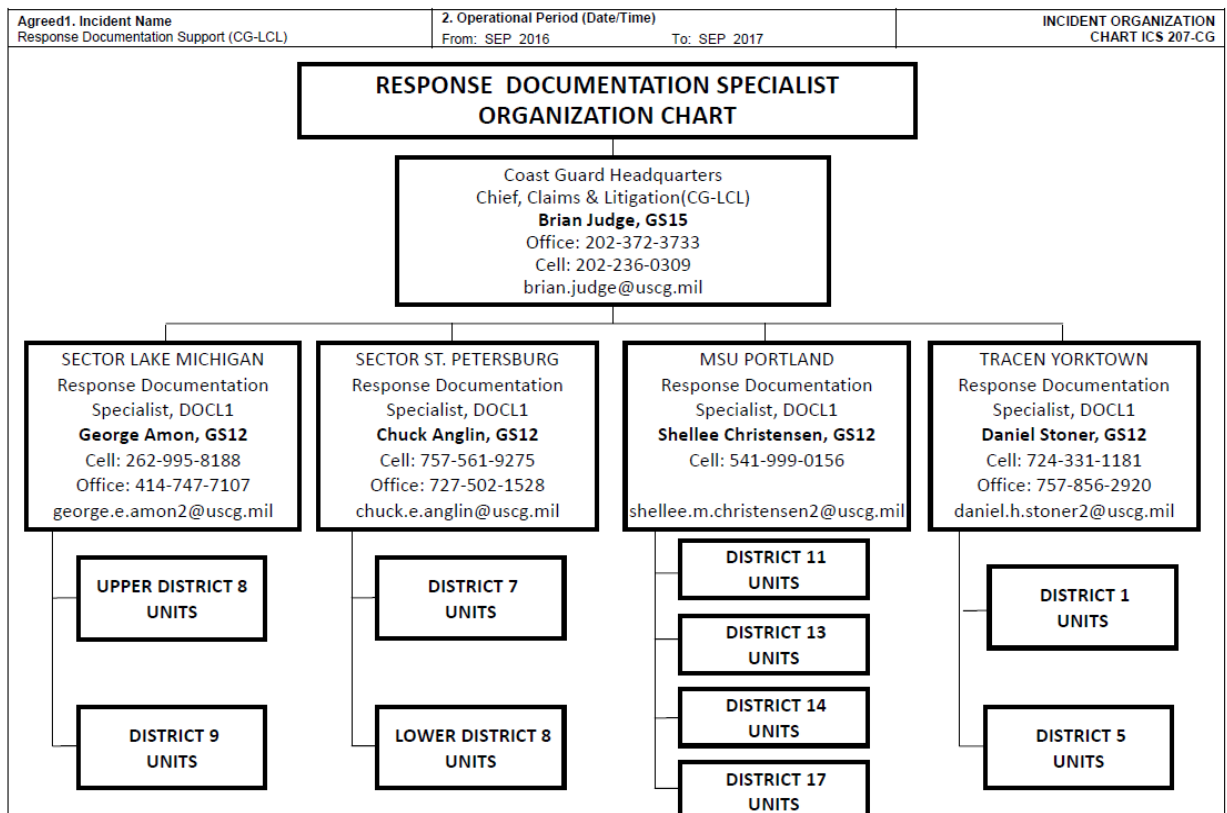 Agreed1. Incident Name
Response Documentation Support (CG-LCL)
2. Operational Period (Date/Time)
From: SEP 2016 To: SEP 2017
INCIDENT ORGANIZATION
CHART ICS 207-CG
RESPONSE DOCUMENTATION SPECIALIST
ORGANIZATION CHART
Coast Guard Headquarters
Chief, Claims & Litigation(CG-LCL)
Brian Judge, GS15
Office: 202-372-3733
Cell: 202-236-0309
brian.judge@uscg.mil
SECTOR LAKE MICHIGAN
Response Documentation
Specialist, DOCL1
George Amon, GS12
Cell: 262-995-8188
Office: 414-747-7107
george.e.amon2@uscg.mil
SECTOR ST. PETERSBURG
Response Documentation
Specialist, DOCL1
Chuck Anglin, GS12
Cell: 757-561-9275
Office: 727-502-1528
chuck.e.anglin@uscg.mil
MSU PORTLAND
Response Documentation
Specialist, DOCL1
Shellee Christensen, GS12
Cell: 541-999-0156
shellee.m.christensen2@uscg.mil
TRACEN YORKTOWN
Response Documentation
Specialist, DOCL1
Daniel Stoner, GS12
Cell: 724-331-1181
Office: 757-856-2920
daniel.h.stoner2@uscg.mil
UPPER DISTRICT 8
UNITS
DISTRICT 9
UNITS
DISTRICT 7
UNITS
LOWER DISTRICT 8
UNITS
DISTRICT 11
UNITS
DISTRICT 13
UNITS
DISTRICT 14
UNITS
DISTRICT 17
UNITS
DISTRICT 1
UNITS
DISTRICT 5
UNITS